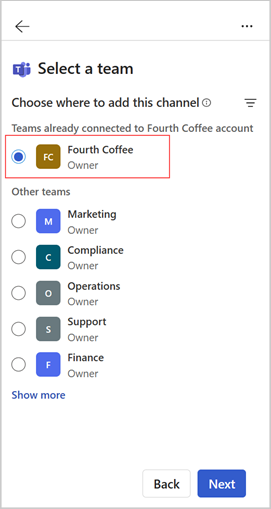 Select a team
Choose where to add this channel
Teams already connected to Fourth Coffee account
FC
Fourth Coffee
Owner
Other teams
M
Marketing
Owner
C
Compliance
Owner
O
Operations
Owner
S
Support
Owner
F
Finance
Owner
Show more
Back
Next